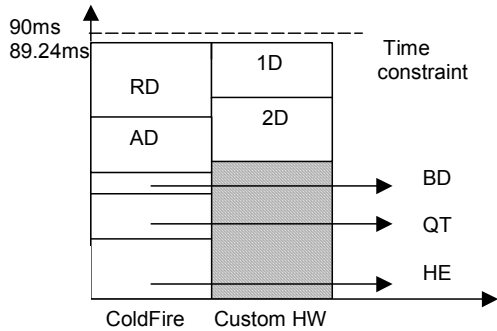 90ms
89.24ms
Time
constraint
1D
RD
2D
AD
BD
QT
HE
ColdFire Custom HW